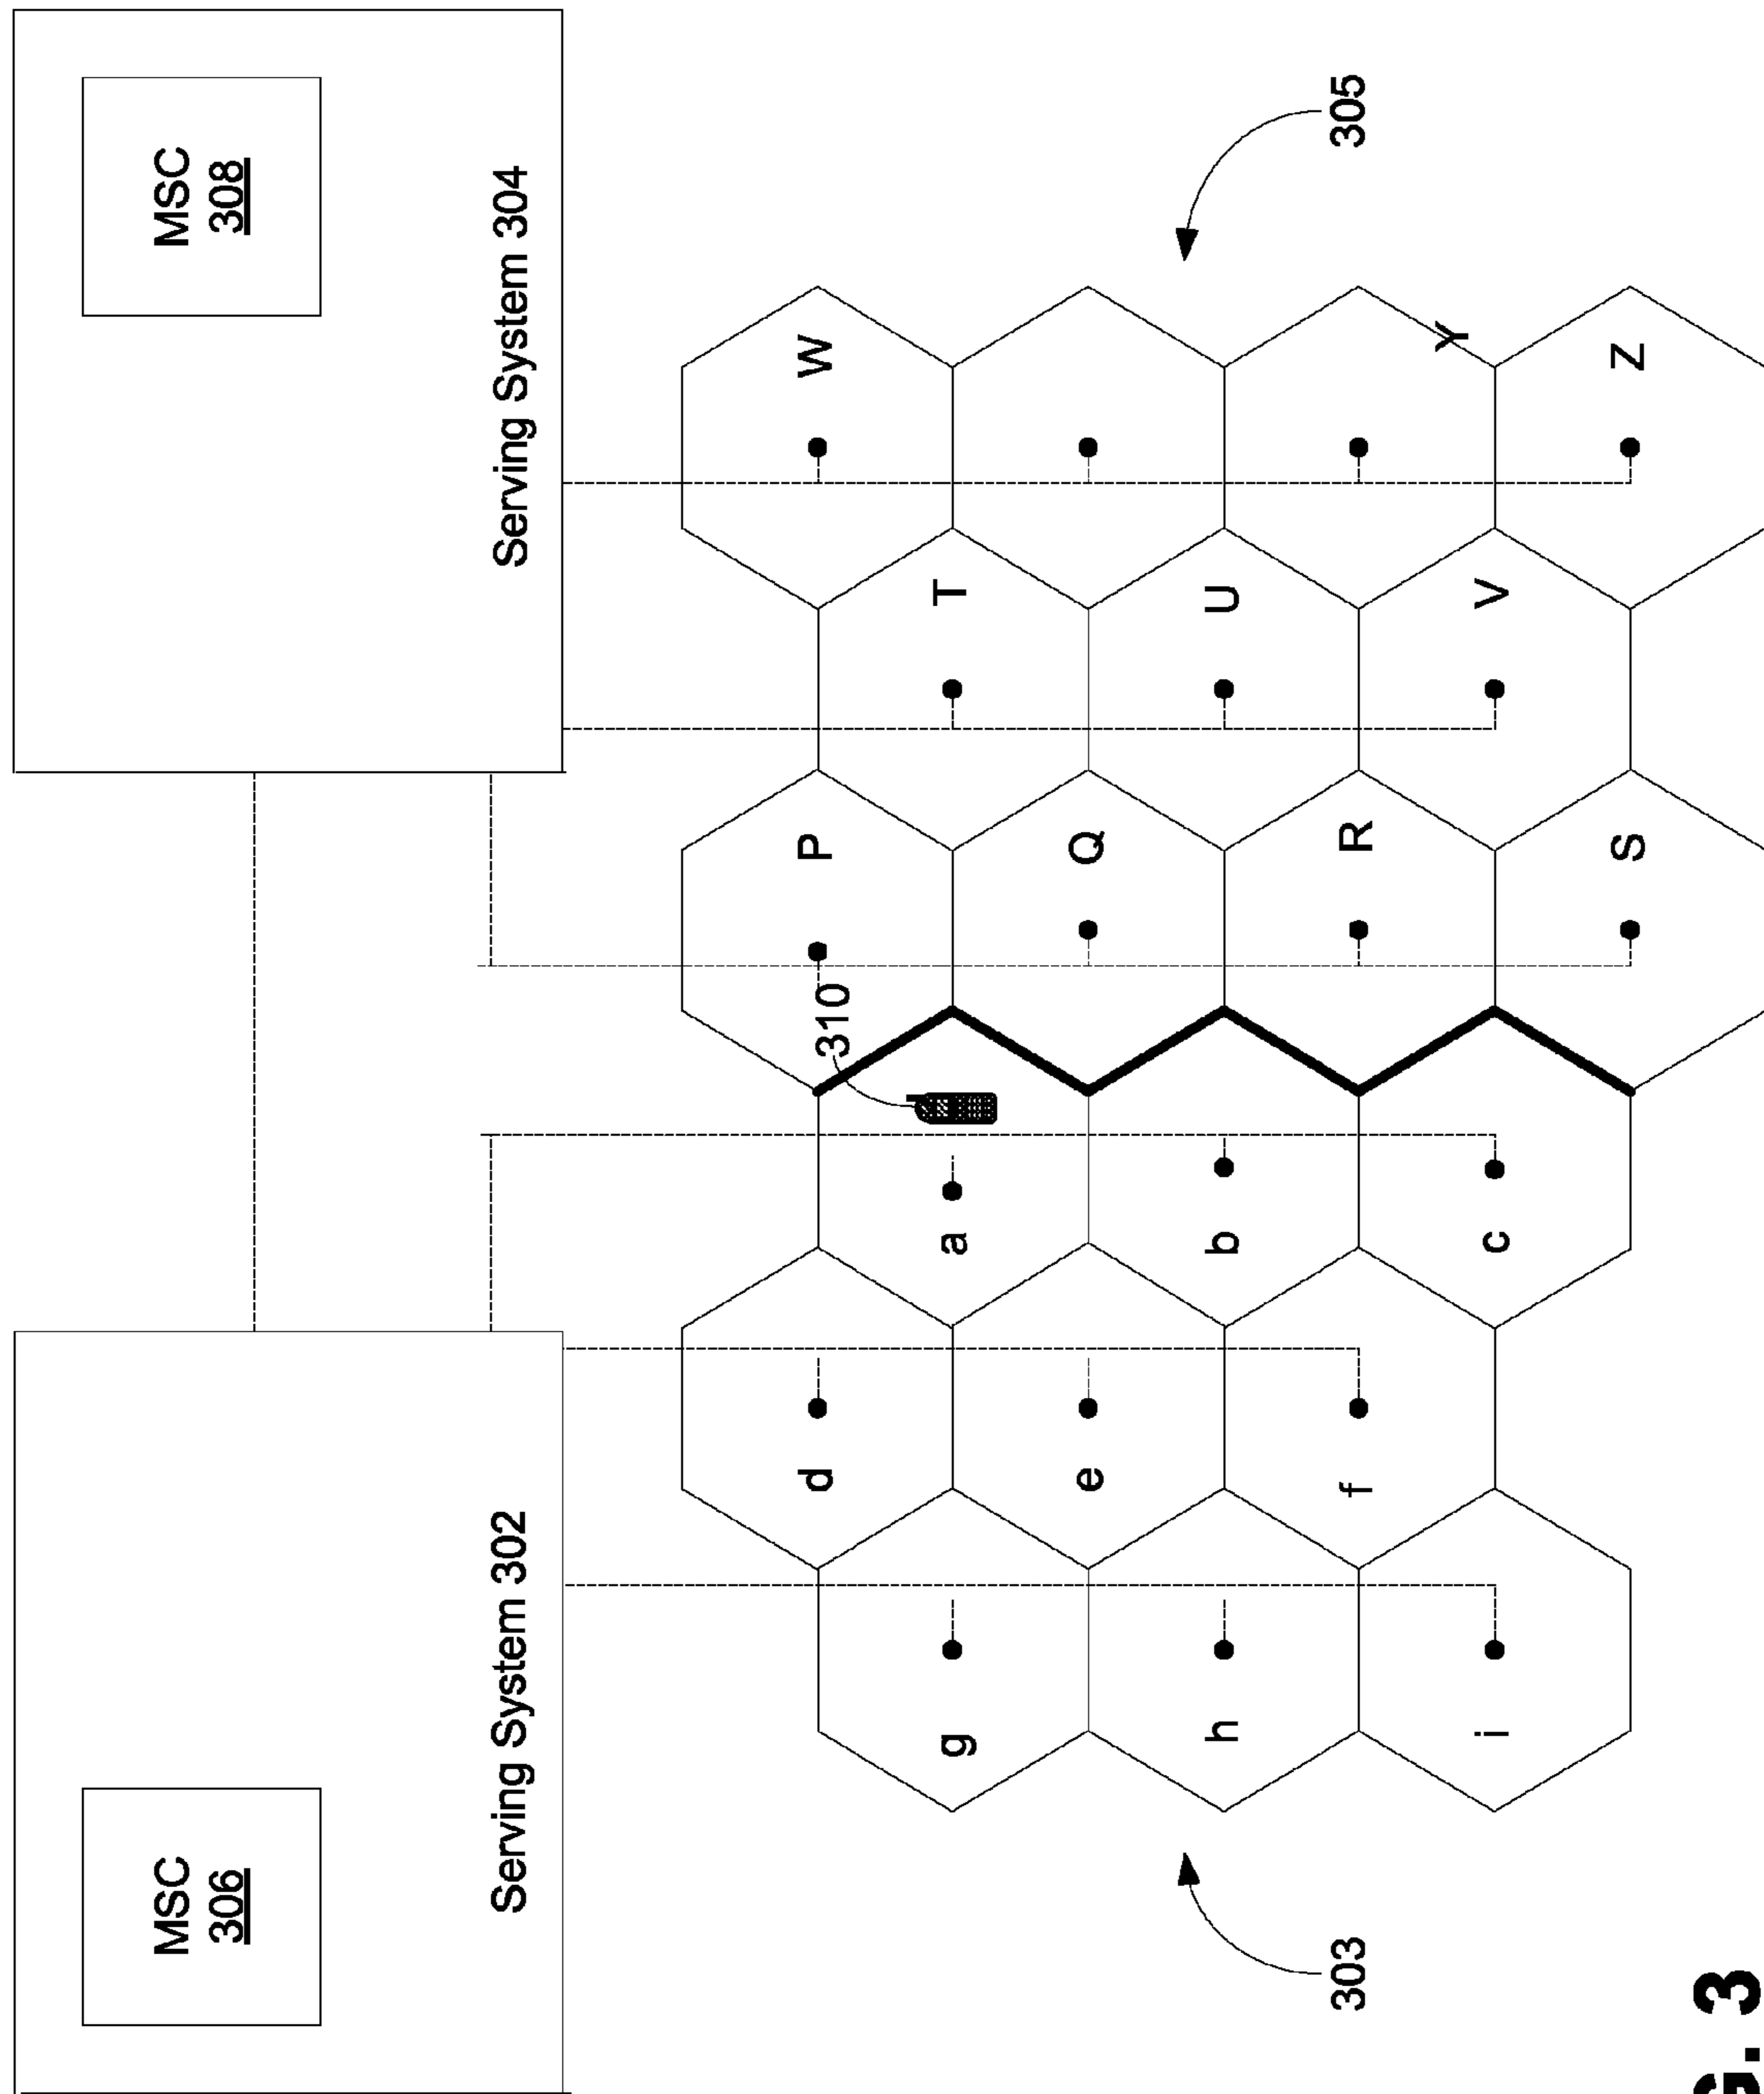 MSC
306
MSC
308
Serving System 302
Serving System 304
d
310
P
W
g
a
T
e
Q
h
b
U
303
f
R
305
Y
i
c
V
S
Z
G. 3